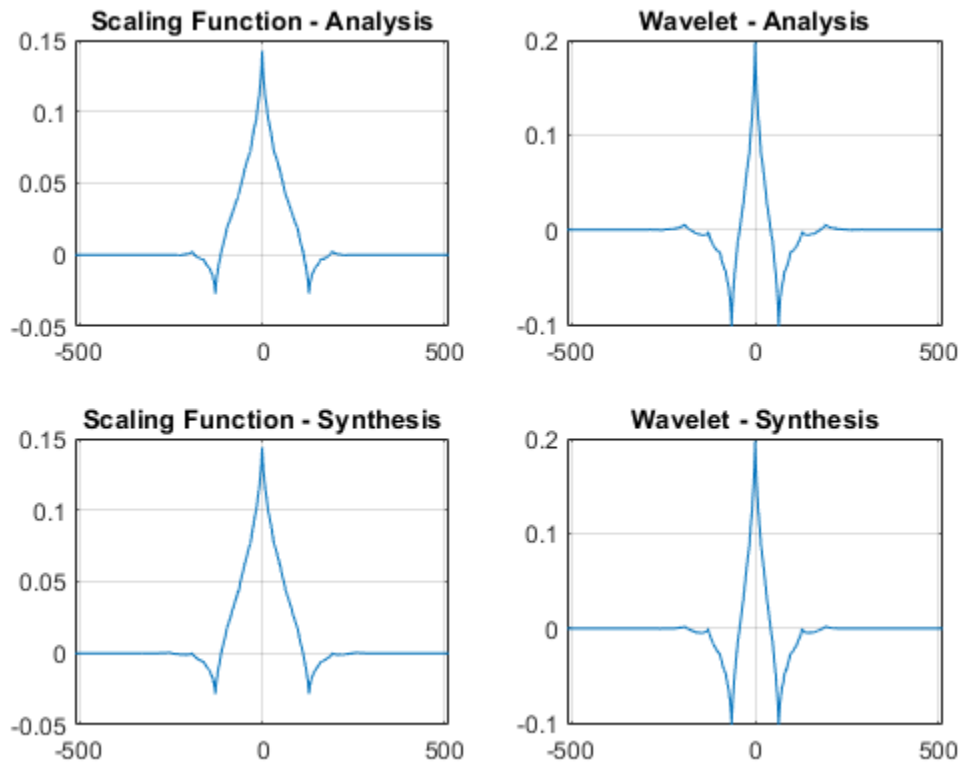 Scaling Function - Analysis
0.15
0.1
0.05
0
-0.05
-500 0 500
Wavelet - Analysis
0.2
0.1
0
-0.1
-500 0 500
Scaling Function - Synthesis
0.15
0.1
0.05
0
-0.05
-500 0 500
Wavelet - Synthesis
0.2
0.1
0
-0.1
-500 0 500